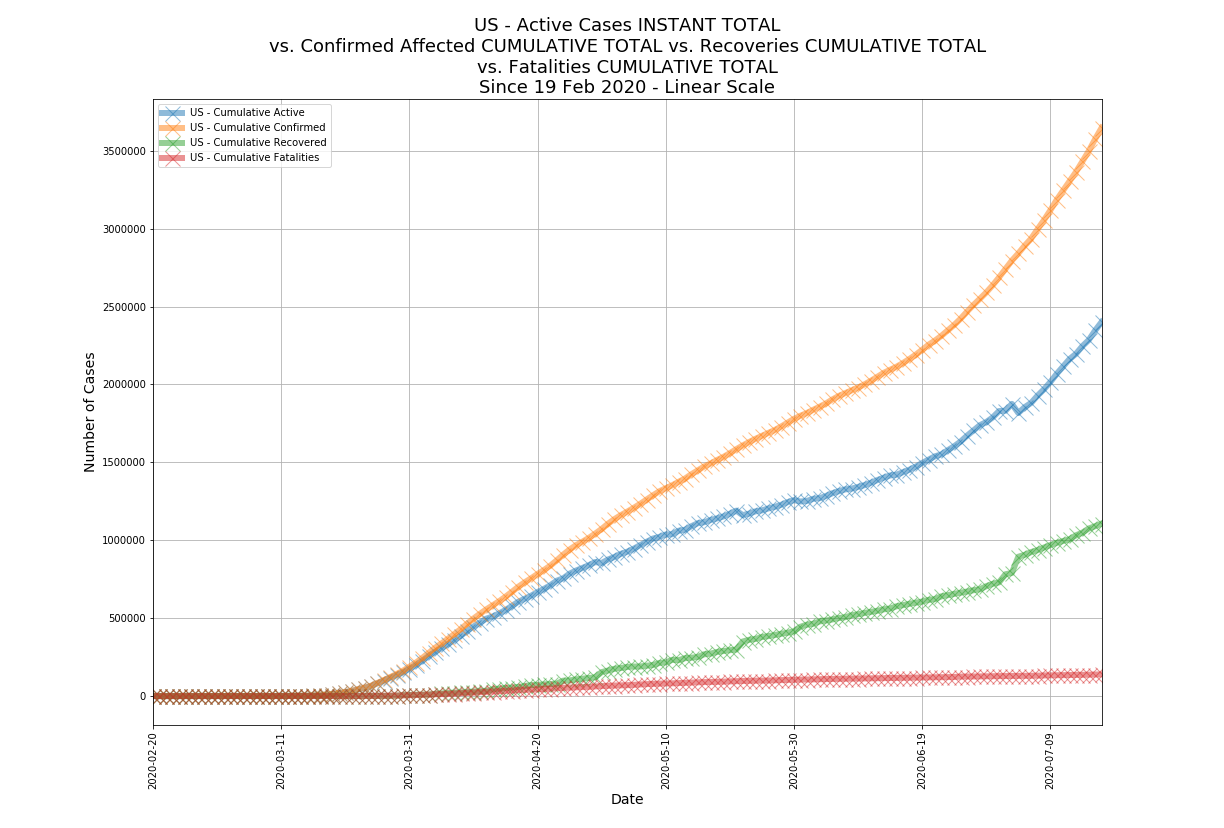 US - Active Cases INSTANT TOTAL
vs. Confirmed Affected CUMULATIVE TOTAL vs. Recoveries CUMULATIVE TOTAL
vs. Fatalities CUMULATIVE TOTAL
Since 19 Feb 2020 - Linear Scale
US - Cumulative Active
US - Cumulative Confirmed
US - Cumulative Recovered
US - Cumulative Fatalities
Number of Cases
3500000
3000000
2500000
2000000
1500000
1000000
500000
0
2020-02-20
2020-03-11
2020-03-31
2020-04-20
2020-05-10
2020-05-30
2020-06-19
2020-07-09
Date